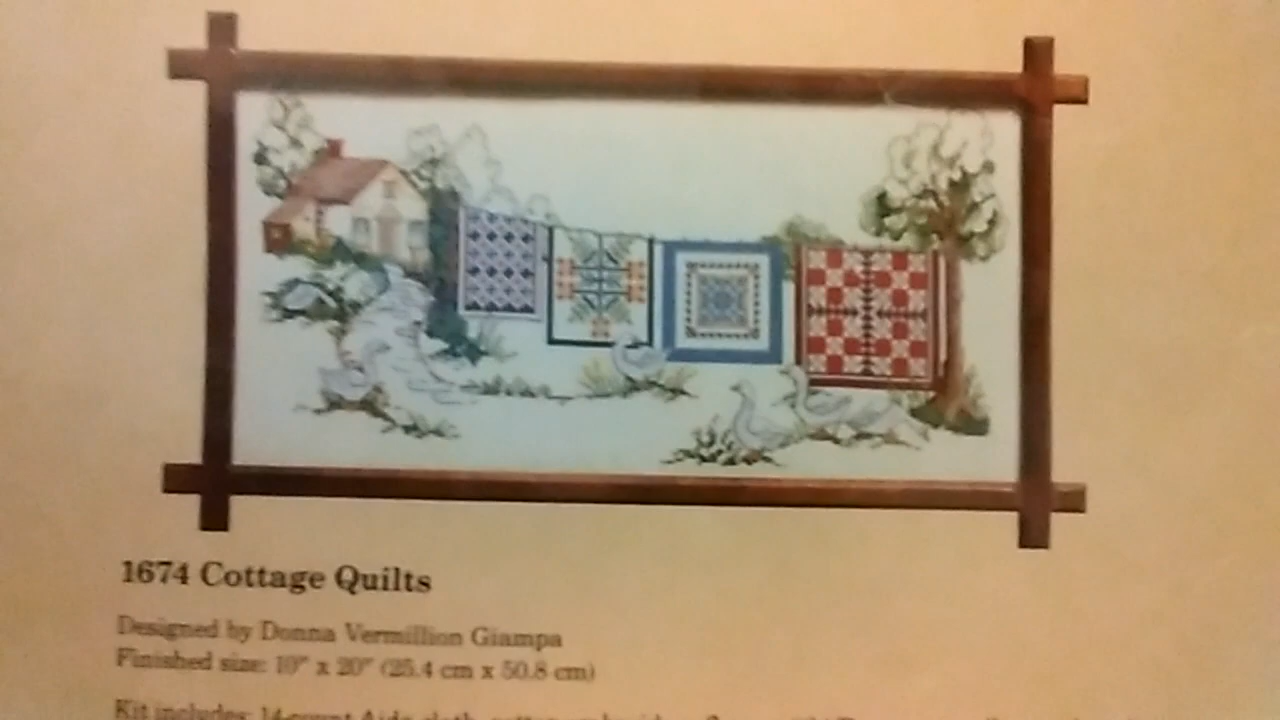 1674 Cottage Quilts
Designed by Donna Vermillion Giampa
Finished size: 10" x 20" (25.4 cm x 50.8 cm)
Kit includes: 14-count Aida cloth, cotton